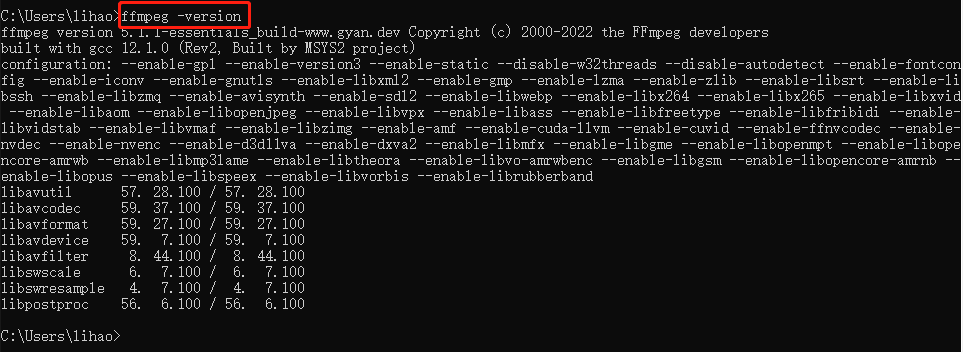 C:\Users\lihao>ffmpeg -version
ffmpeg version 5.1.1-essentials_build-www.gyan.dev Copyright (c) 2000-2022 the FFmpeg developers
built with gcc 12.1.0 (Rev2, Built by MSYS2 project)
configuration: --enable-gpl --enable-version3 --enable-static --disable-w32threads --disable-autodetect --enable-fontcon
fig --enable-iconv --enable-gnutls --enable-libxml2 --enable-gmp --enable-lzma --enable-zlib --enable-libsrt --enable-li
bssh --enable-libzmq --enable-avisynth --enable-sdl2 --enable-libwebp --enable-libx264 --enable-libx265 --enable-libxvid
 --enable-libaom --enable-libopenjpeg --enable-libvpx --enable-libass --enable-libfreetype --enable-libfribidi --enable-
libvidstab --enable-libvmaf --enable-libzimg --enable-amf --enable-cuda-llvm --enable-cuvid --enable-ffnvcodec --enable-
nvdec --enable-nvenc --enable-d3d11va --enable-dxva2 --enable-libmfx --enable-libgme --enable-libopenmpt --enable-libope
ncore-amrwb --enable-libmp3lame --enable-libtheora --enable-libvo-amrwbenc --enable-libgsm --enable-libopencore-amrnb --
enable-libopus --enable-libspeex --enable-libvorbis --enable-librubberband
libavutil      57. 28.100 / 57. 28.100
libavcodec     59. 37.100 / 59. 37.100
libavformat    59. 27.100 / 59. 27.100
libavdevice    59.  7.100 / 59.  7.100
libavfilter     8. 44.100 /  8. 44.100
libswscale      6.  7.100 /  6.  7.100
libswresample   4.  7.100 /  4.  7.100
libpostproc    56.  6.100 / 56.  6.100
C:\Users\lihao>